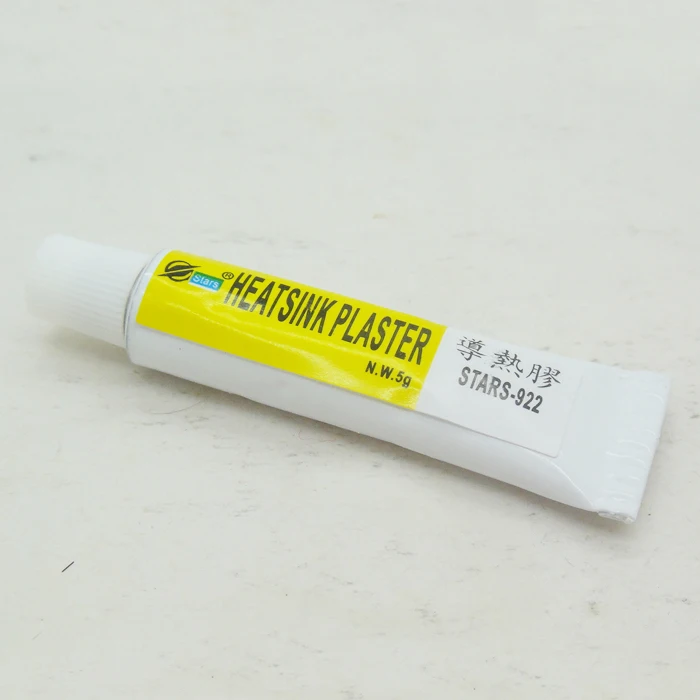 Stars®
HEATSINK PLASTER
N.W.5g
導熱膠
STARS-922